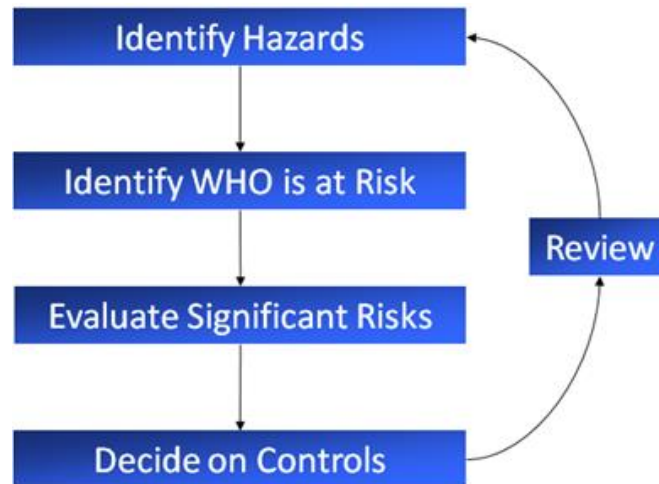 Identify Hazards
Identify WHO is at Risk
Review
Evaluate Significant Risks
Decide on Controls